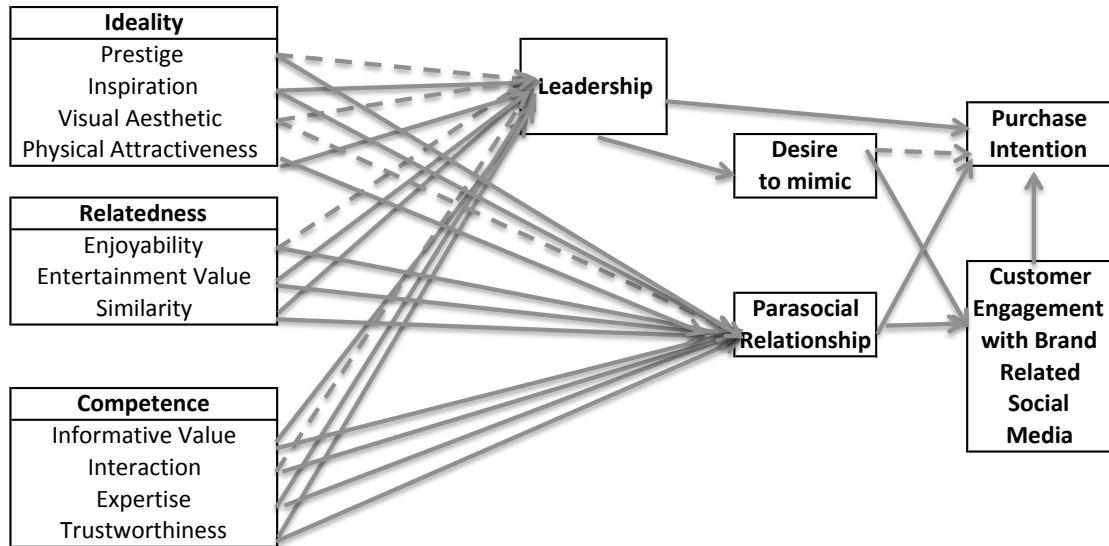 Ideality
Prestige
Inspiration
Visual Aesthetic
Physical Attractiveness
Relatedness
Enjoyability
Entertainment Value
Similarity
Competence
Informative Value
Interaction
Expertise
Trustworthiness
Leadership
Desire
to mimic
Parasocial
Relationship
Purchase
Intention
Customer
Engagement
with Brand
Related
Social
Media